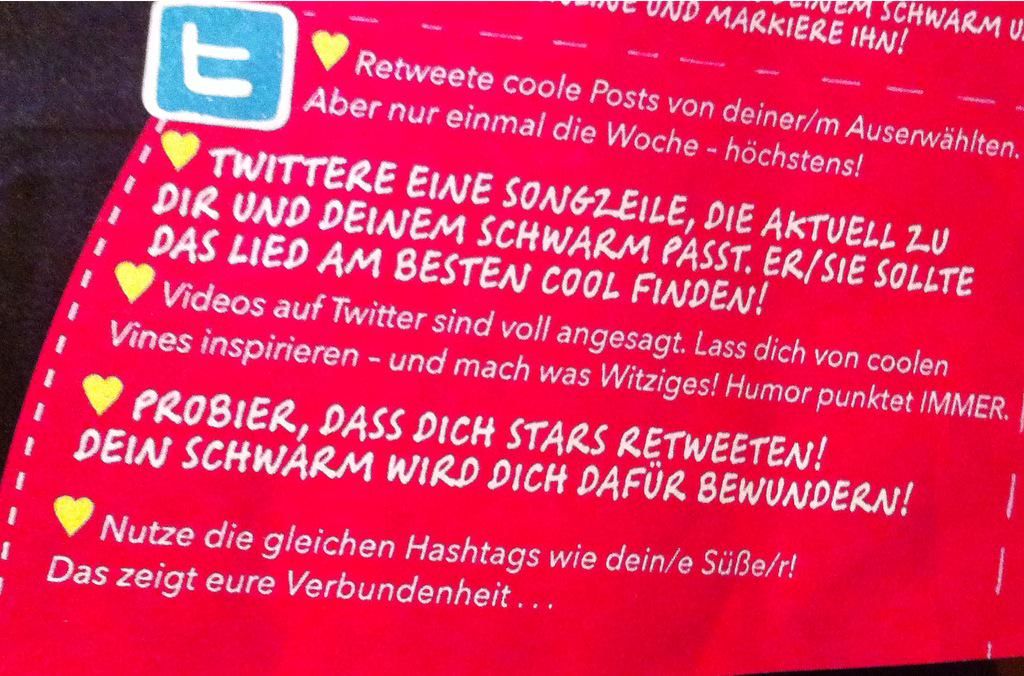 SCHWARM
UND MARKIERE IHN!
t
Retweete coole Posts von deiner/m Auserwählten.
Aber nur einmal die Woche - höchstens!
TWITTERE EINE SONGZEILE, DIE AKTUELL ZU
DIR UND DEINEM SCHWARM PASST. ER/SIE SOLLTE
DAS LIED AM BESTEN COOL FINDEN!
Videos auf Twitter sind voll angesagt. Lass dich von coolen
Vines inspirieren - und mach was Witziges! Humor punktet IMMER.
PROBIER, DASS DICH STARS RETWEETEN!
DEIN SCHWARM WIRD DICH DAFÜR BEWUNDERN!
Nutze die gleichen Hashtags wie dein/e Süße/r!
Das zeigt eure Verbundenheit . . .